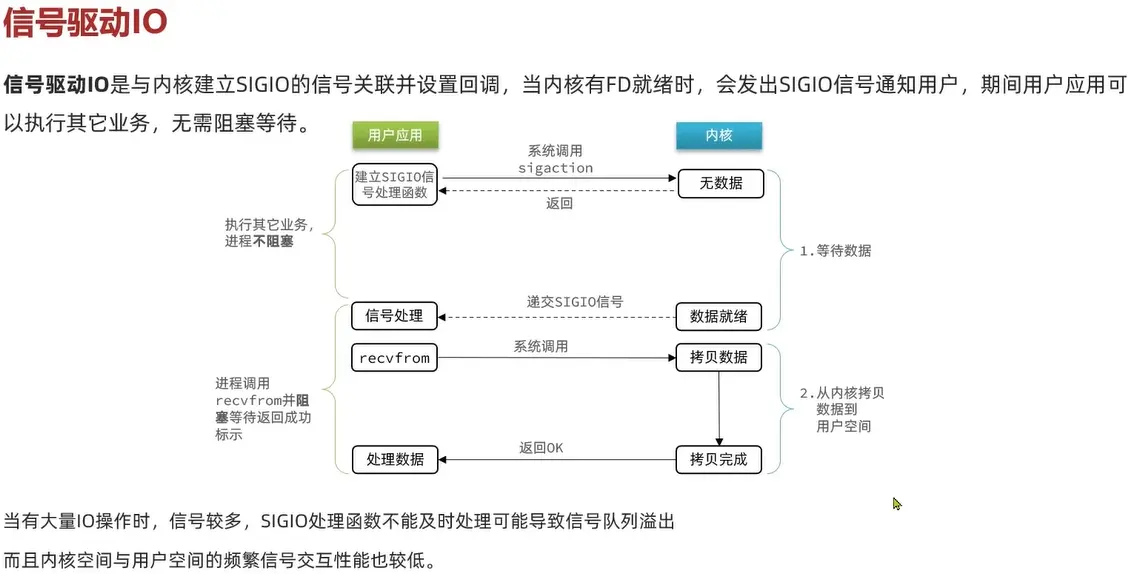 信号驱动IO
信号驱动IO是与内核建立SIGIO的信号关联并设置回调，当内核有FD就绪时，会发出SIGIO信号通知用户，期间用户应用可
以执行其它业务，无需阻塞等待。
用户应用
内核
建立SIGIO信
号处理函数
系统调用
sigaction
无数据
返回
执行其它业务，
进程不阻塞
1.等待数据
信号处理
递交SIGIO信号
数据就绪
recvfrom
系统调用
拷贝数据
进程调用
recvfrom并阻
塞等待返回成功
标示
2.从内核拷贝
数据到
用户空间
处理数据
返回OK
拷贝完成
当有大量IO操作时，信号较多，SIGIO处理函数不能及时处理可能导致信号队列溢出
而且内核空间与用户空间的频繁信号交互性能也较低。